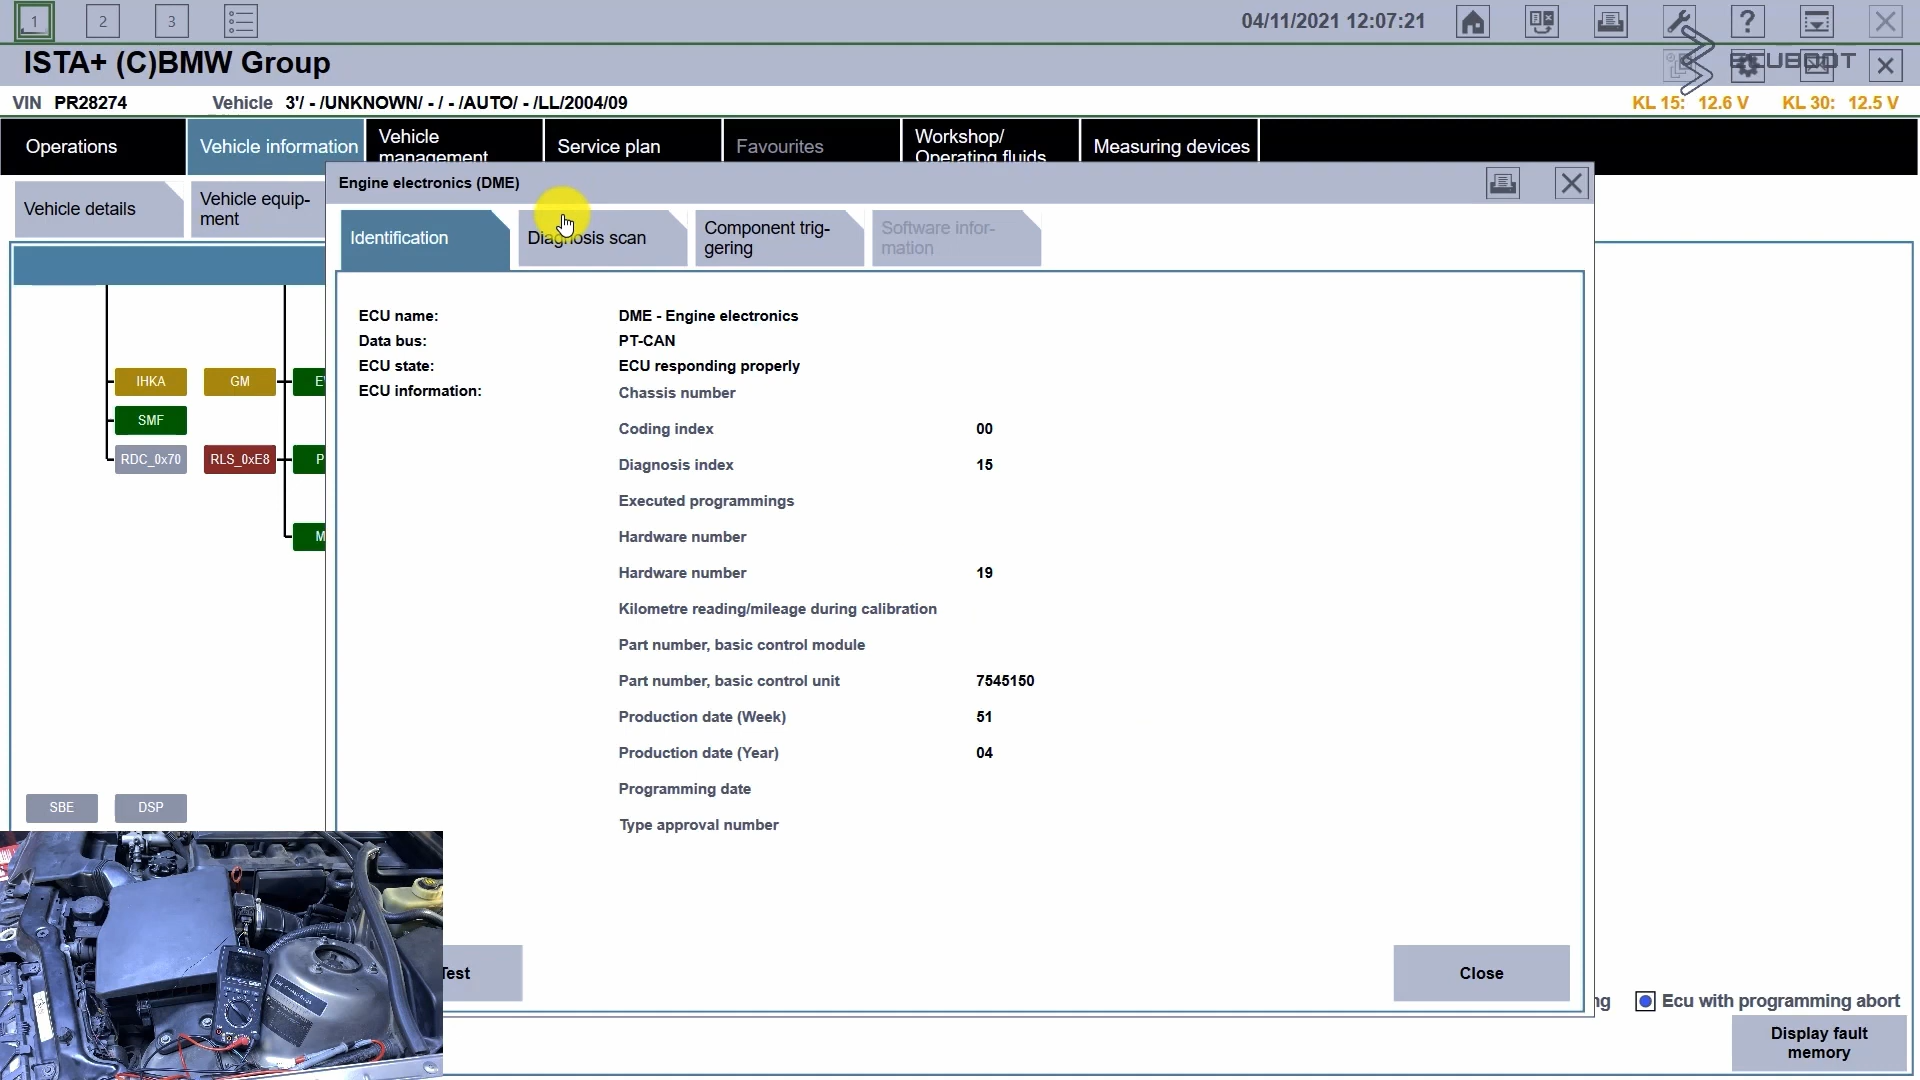 1
2
3
04/11/2021 12:07:21
?
ISTA+ (C)BMW Group
ECUBOOT
VIN PR28274
Vehicle 3'/ - /UNKNOWN/ - / - /AUTO/ - /LL/2004/09
KL 15: 12.6 V KL 30: 12.5 V
Operations
Vehicle information
Vehicle
management
Service plan
Favourites
Workshop/
Operating fluids
Measuring devices
Vehicle details
Vehicle equip-
ment
Engine electronics (DME)
Identification
Diagnosis scan
Component trig-
gering
Software infor-
mation
ECU name: DME - Engine electronics
Data bus: PT-CAN
ECU state: ECU responding properly
ECU information: Chassis number
Coding index 00
Diagnosis index 15
Executed programmings
Hardware number
Hardware number 19
Kilometre reading/mileage during calibration
Part number, basic control module
Part number, basic control unit 7545150
Production date (Week) 51
Production date (Year) 04
Programming date
Type approval number
IHKA
GM
SMF
RDC_0x70
RLS_0xE8
P
M
SBE
DSP
Test
Close
ng
Ecu with programming abort
Display fault
memory